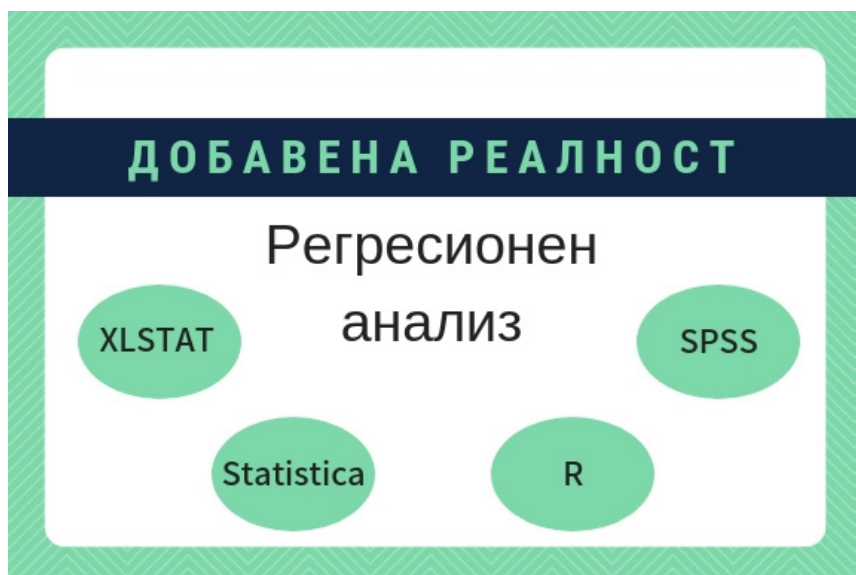 ДОБАВЕНА РЕАЛНОСТ
Регресионен
анализ
XLSTAT
SPSS
Statistica
R